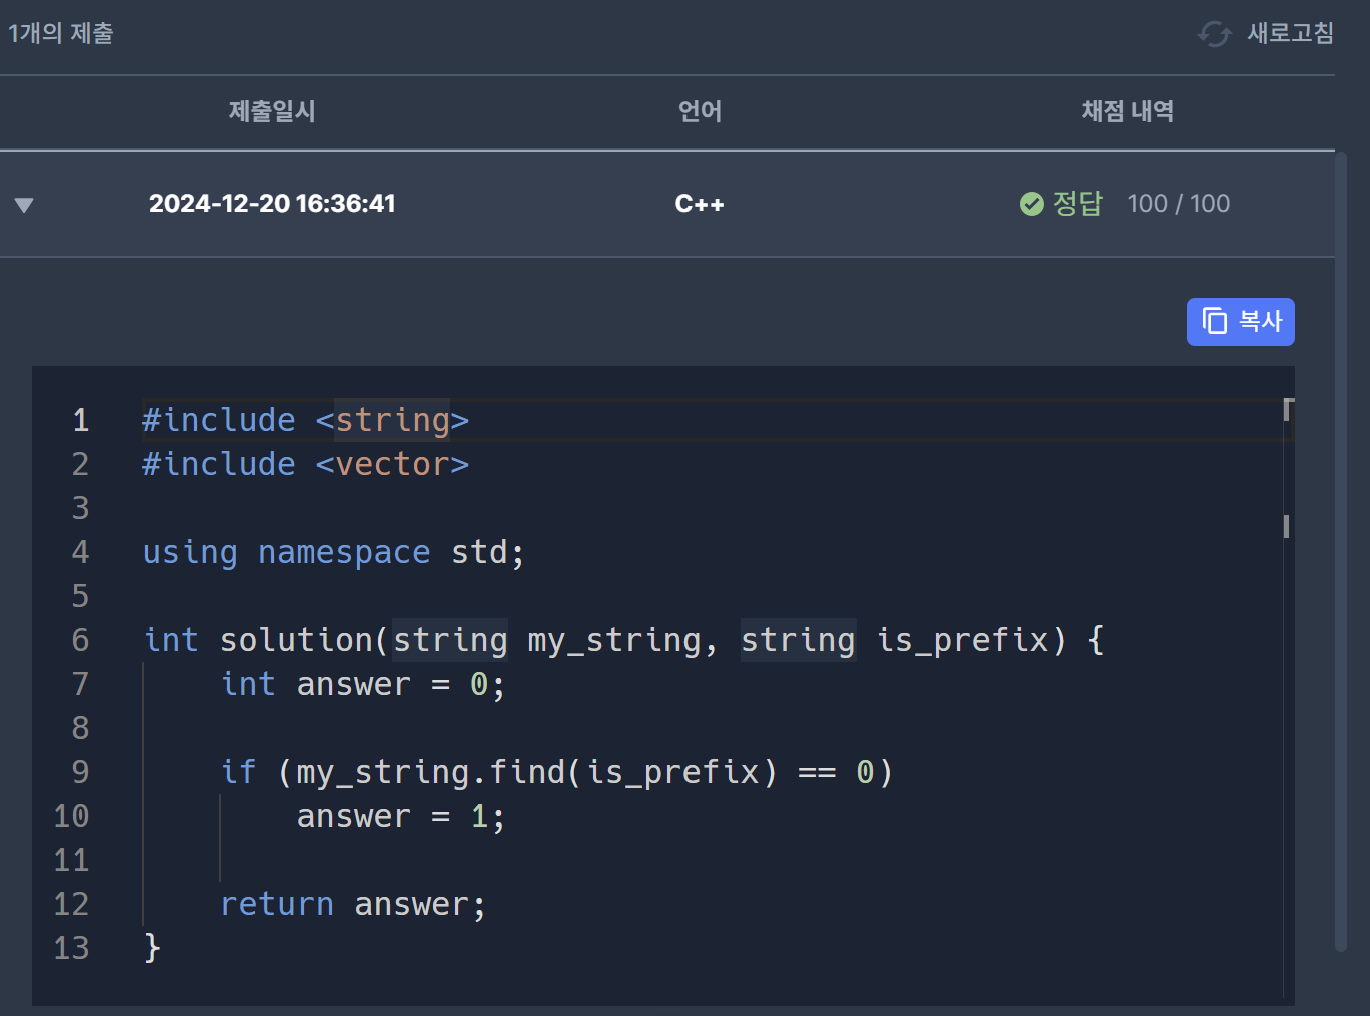 1개의 제출
새로고침
제출일시 언어 채점 내역
2024-12-20 16:36:41 C++ 정답 100 / 100
복사
1 #include <string>
2 #include <vector>
3
4 using namespace std;
5
6 int solution(string my_string, string is_prefix) {
7     int answer = 0;
8
9     if (my_string.find(is_prefix) == 0)
10         answer = 1;
11
12     return answer;
13 }